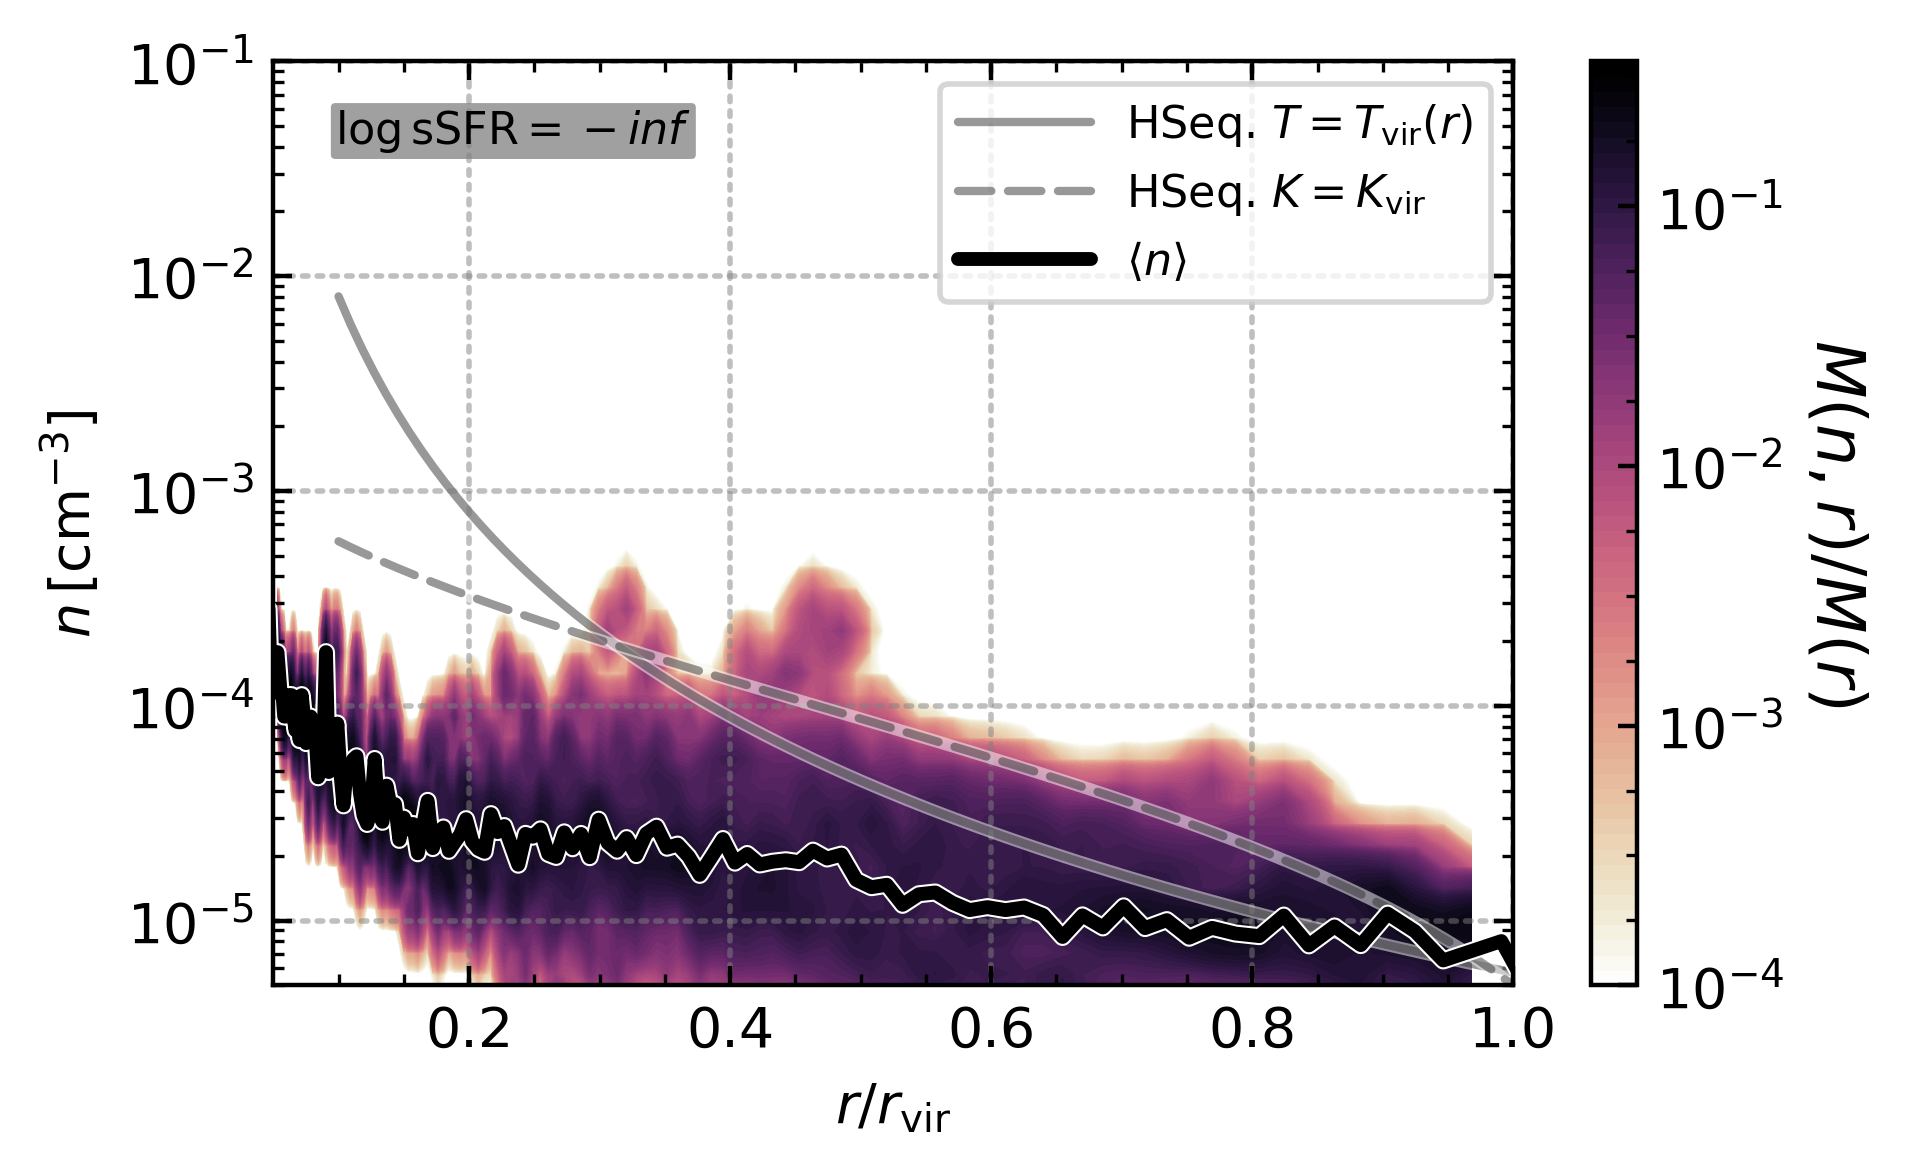 log sSFR = − inf
HSeq. T = T_vir(r)
HSeq. K = K_vir
⟨n⟩
n [cm⁻³]
10⁻¹
10⁻²
10⁻³
10⁻⁴
10⁻⁵
0.2 0.4 0.6 0.8 1.0
r/r_vir
10⁻¹
10⁻²
10⁻³
10⁻⁴
M(n, r)/M(r)